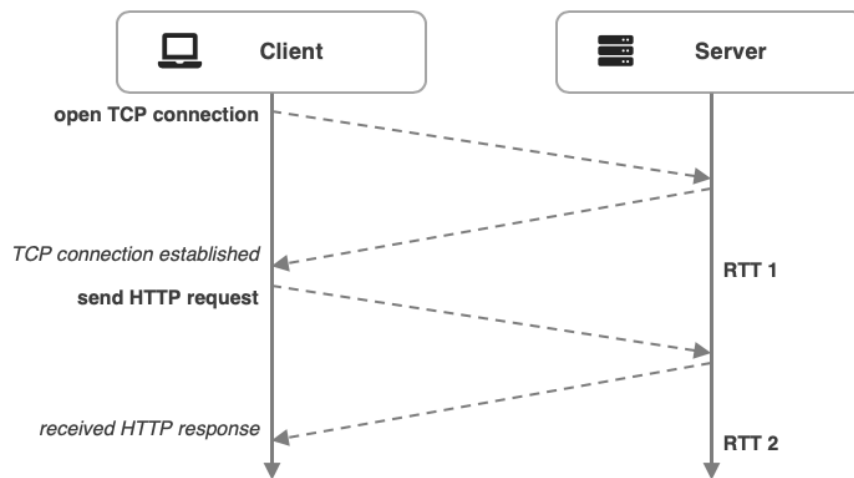 Client
Server
open TCP connection
TCP connection established
RTT 1
send HTTP request
received HTTP response
RTT 2